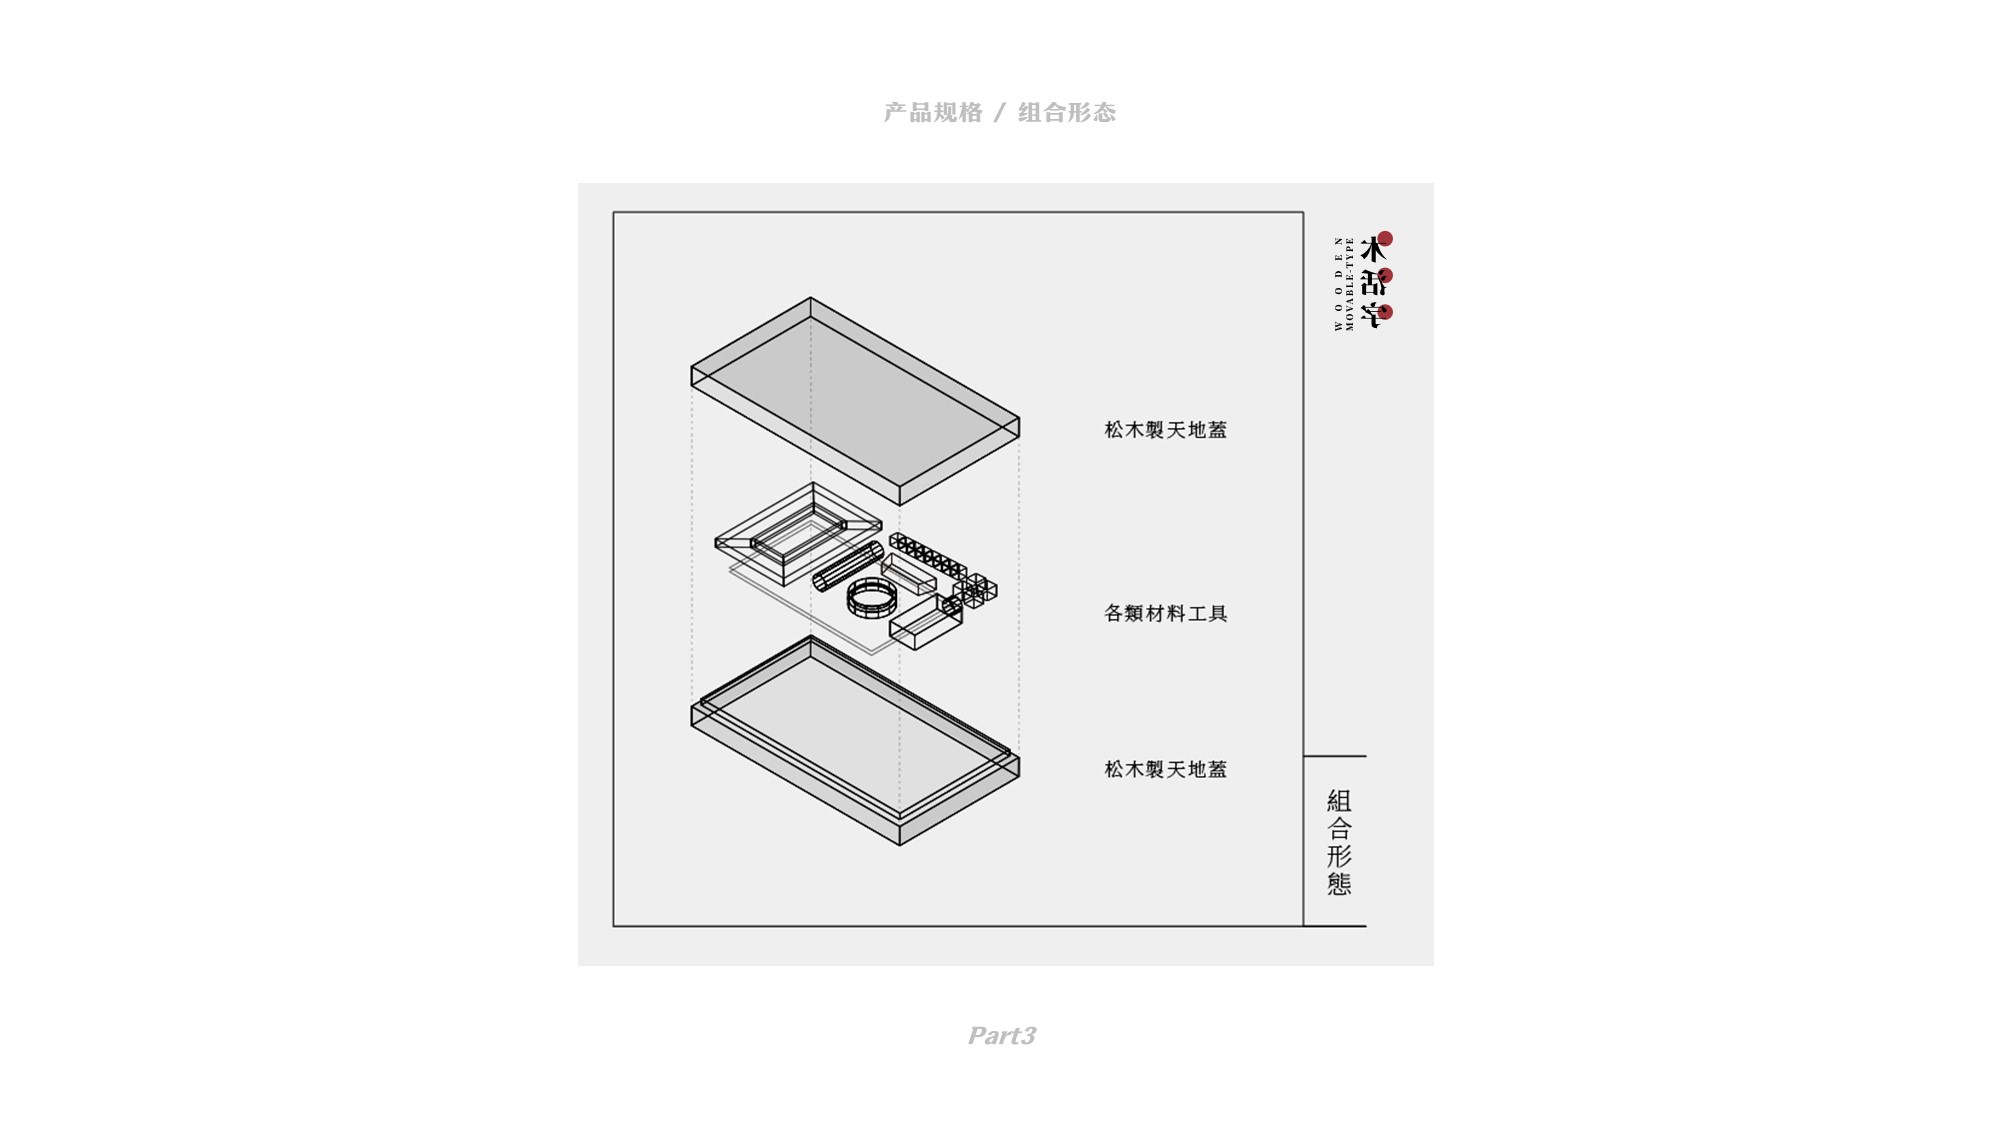 产品规格 / 组合形态
木活字
MOVABLE-TYPE
WOODEN
松木製天地蓋
各類材料工具
松木製天地蓋
組合形態
Part3